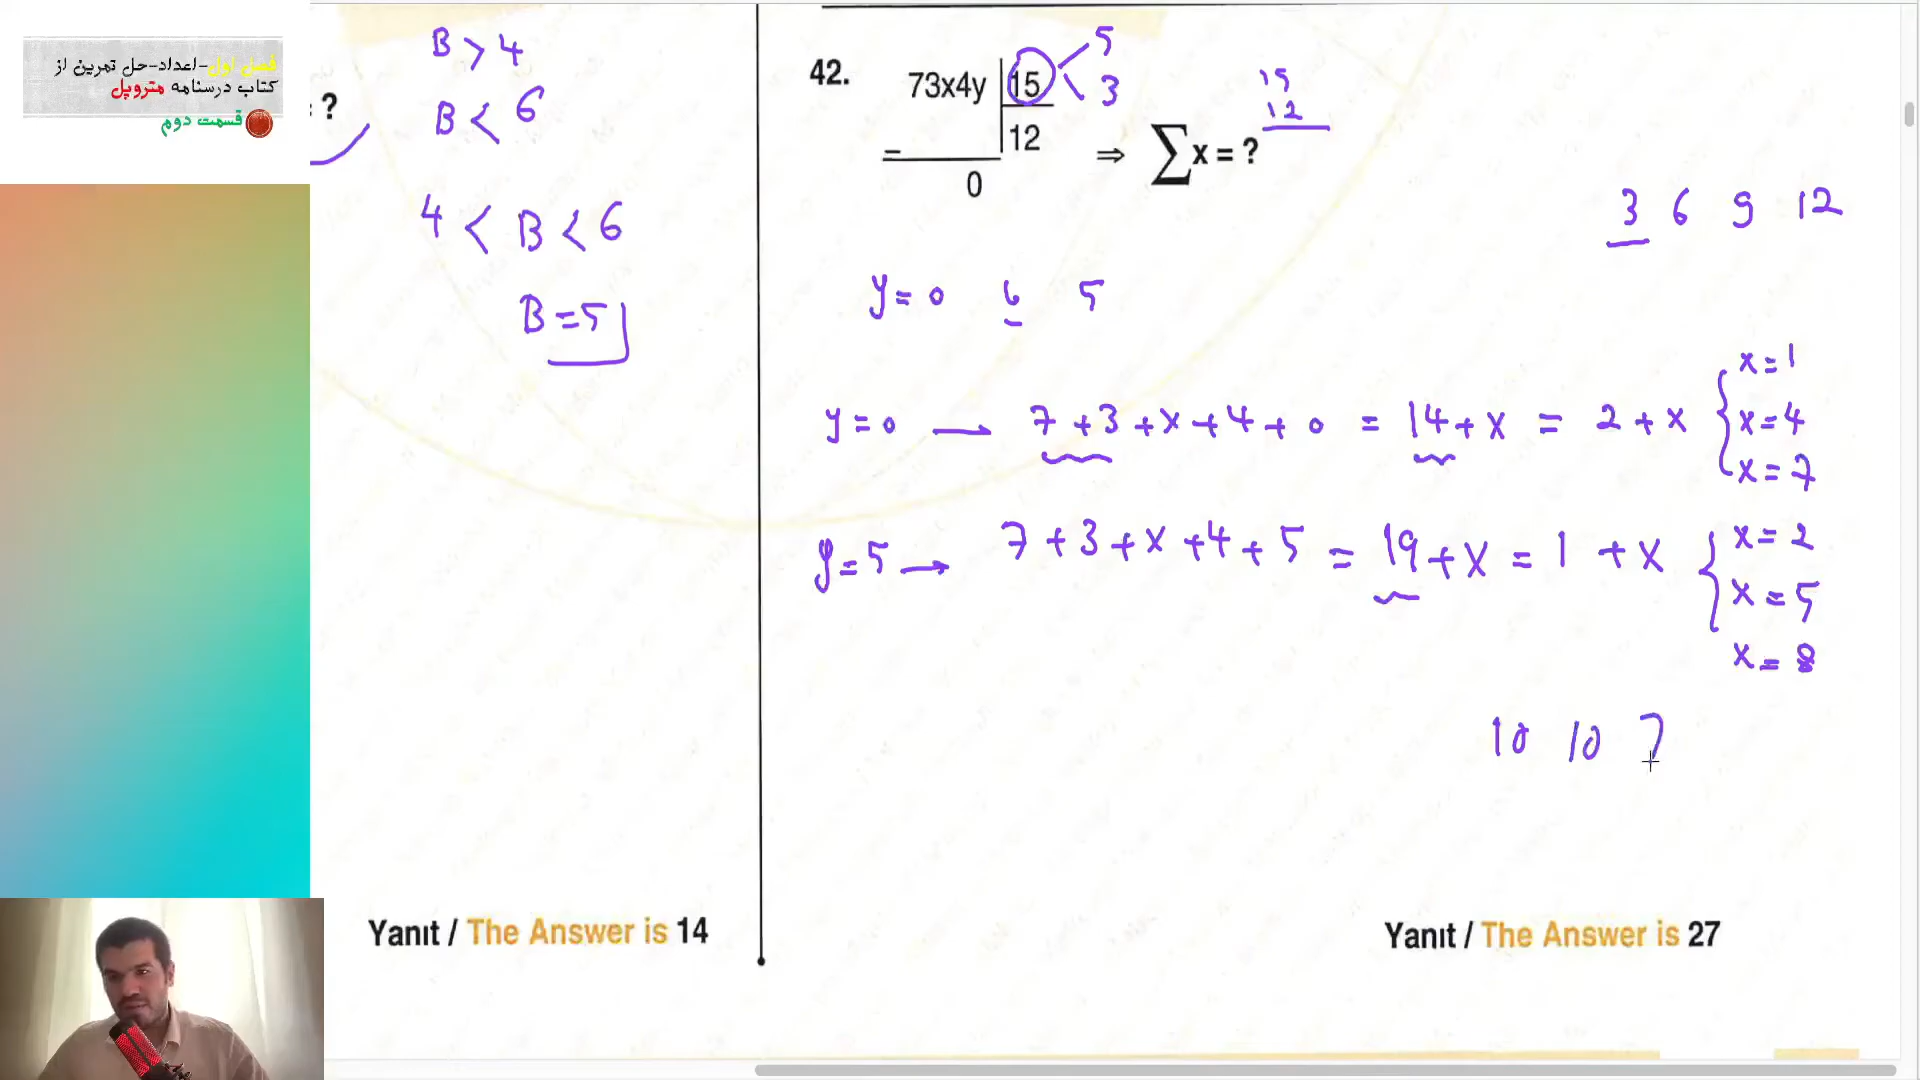 فصل اول-اعداد-حل تمرین از
کتاب درسنامه متروپل
قسمت دوم
= ?
B > 4
B < 6
4 < B < 6
B = 5
Yanıt / The Answer is 14
42. 73x4y 15 5
3
12
0
⇒ ∑x = ?
15
12
3 6 9 12
y = 0 6 5
y = 0 → 7 + 3 + x + 4 + 0 = 14 + x = 2 + x
x = 1
x = 4
x = 7
y = 5 → 7 + 3 + x + 4 + 5 = 19 + x = 1 + x
x = 2
x = 5
x = 8
10 10 7
Yanıt / The Answer is 27